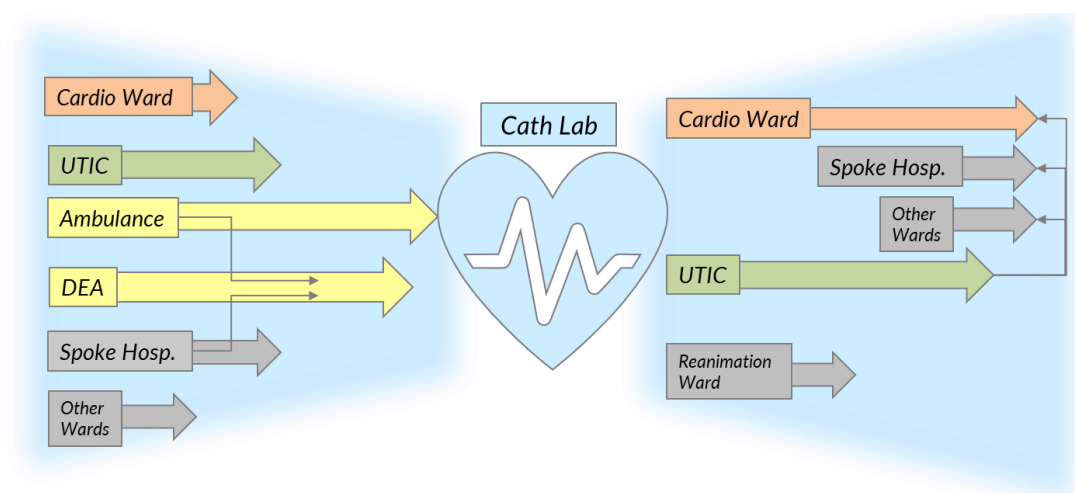 Cardio Ward
UTIC
Ambulance
DEA
Spoke Hosp.
Other
Wards
Cath Lab
Cardio Ward
Spoke Hosp.
Other
Wards
UTIC
Reanimation
Ward